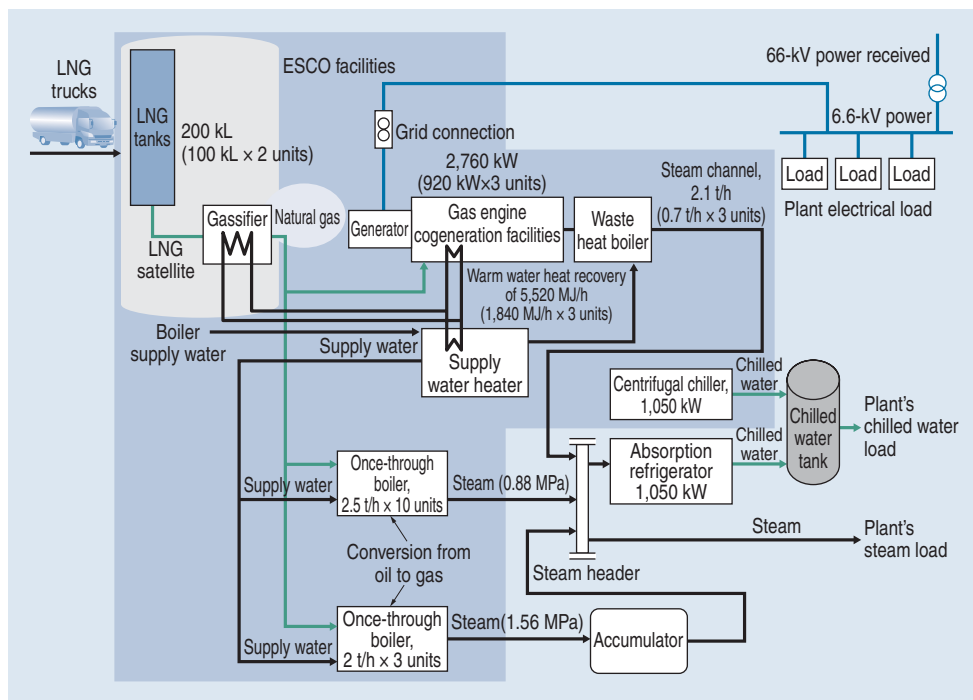 LNG
trucks
LNG
tanks
200 kL
(100 kL × 2 units)
ESCO facilities
66-kV power received
6.6-kV power
Grid connection
Load
Load
Load
Plant electrical load
2,760 kW
(920 kW×3 units)
Steam channel,
2.1 t/h
(0.7 t/h × 3 units)
Gassifier
Natural gas
Generator
Gas engine
cogeneration facilities
Waste
heat boiler
LNG
satellite
Warm water heat recovery
of 5,520 MJ/h
(1,840 MJ/h × 3 units)
Boiler
supply water
Supply water
Supply
water heater
Centrifugal chiller,
1,050 kW
Chilled
water
Chilled
water
tank
Plant's
chilled water
load
Absorption
refrigerator
1,050 kW
Chilled
water
Once-through
boiler,
2.5 t/h × 10 units
Supply water
Steam (0.88 MPa)
Steam
Plant's
steam load
Conversion from
oil to gas
Steam header
Once-through
boiler,
2 t/h × 3 units
Supply water
Steam(1.56 MPa)
Accumulator